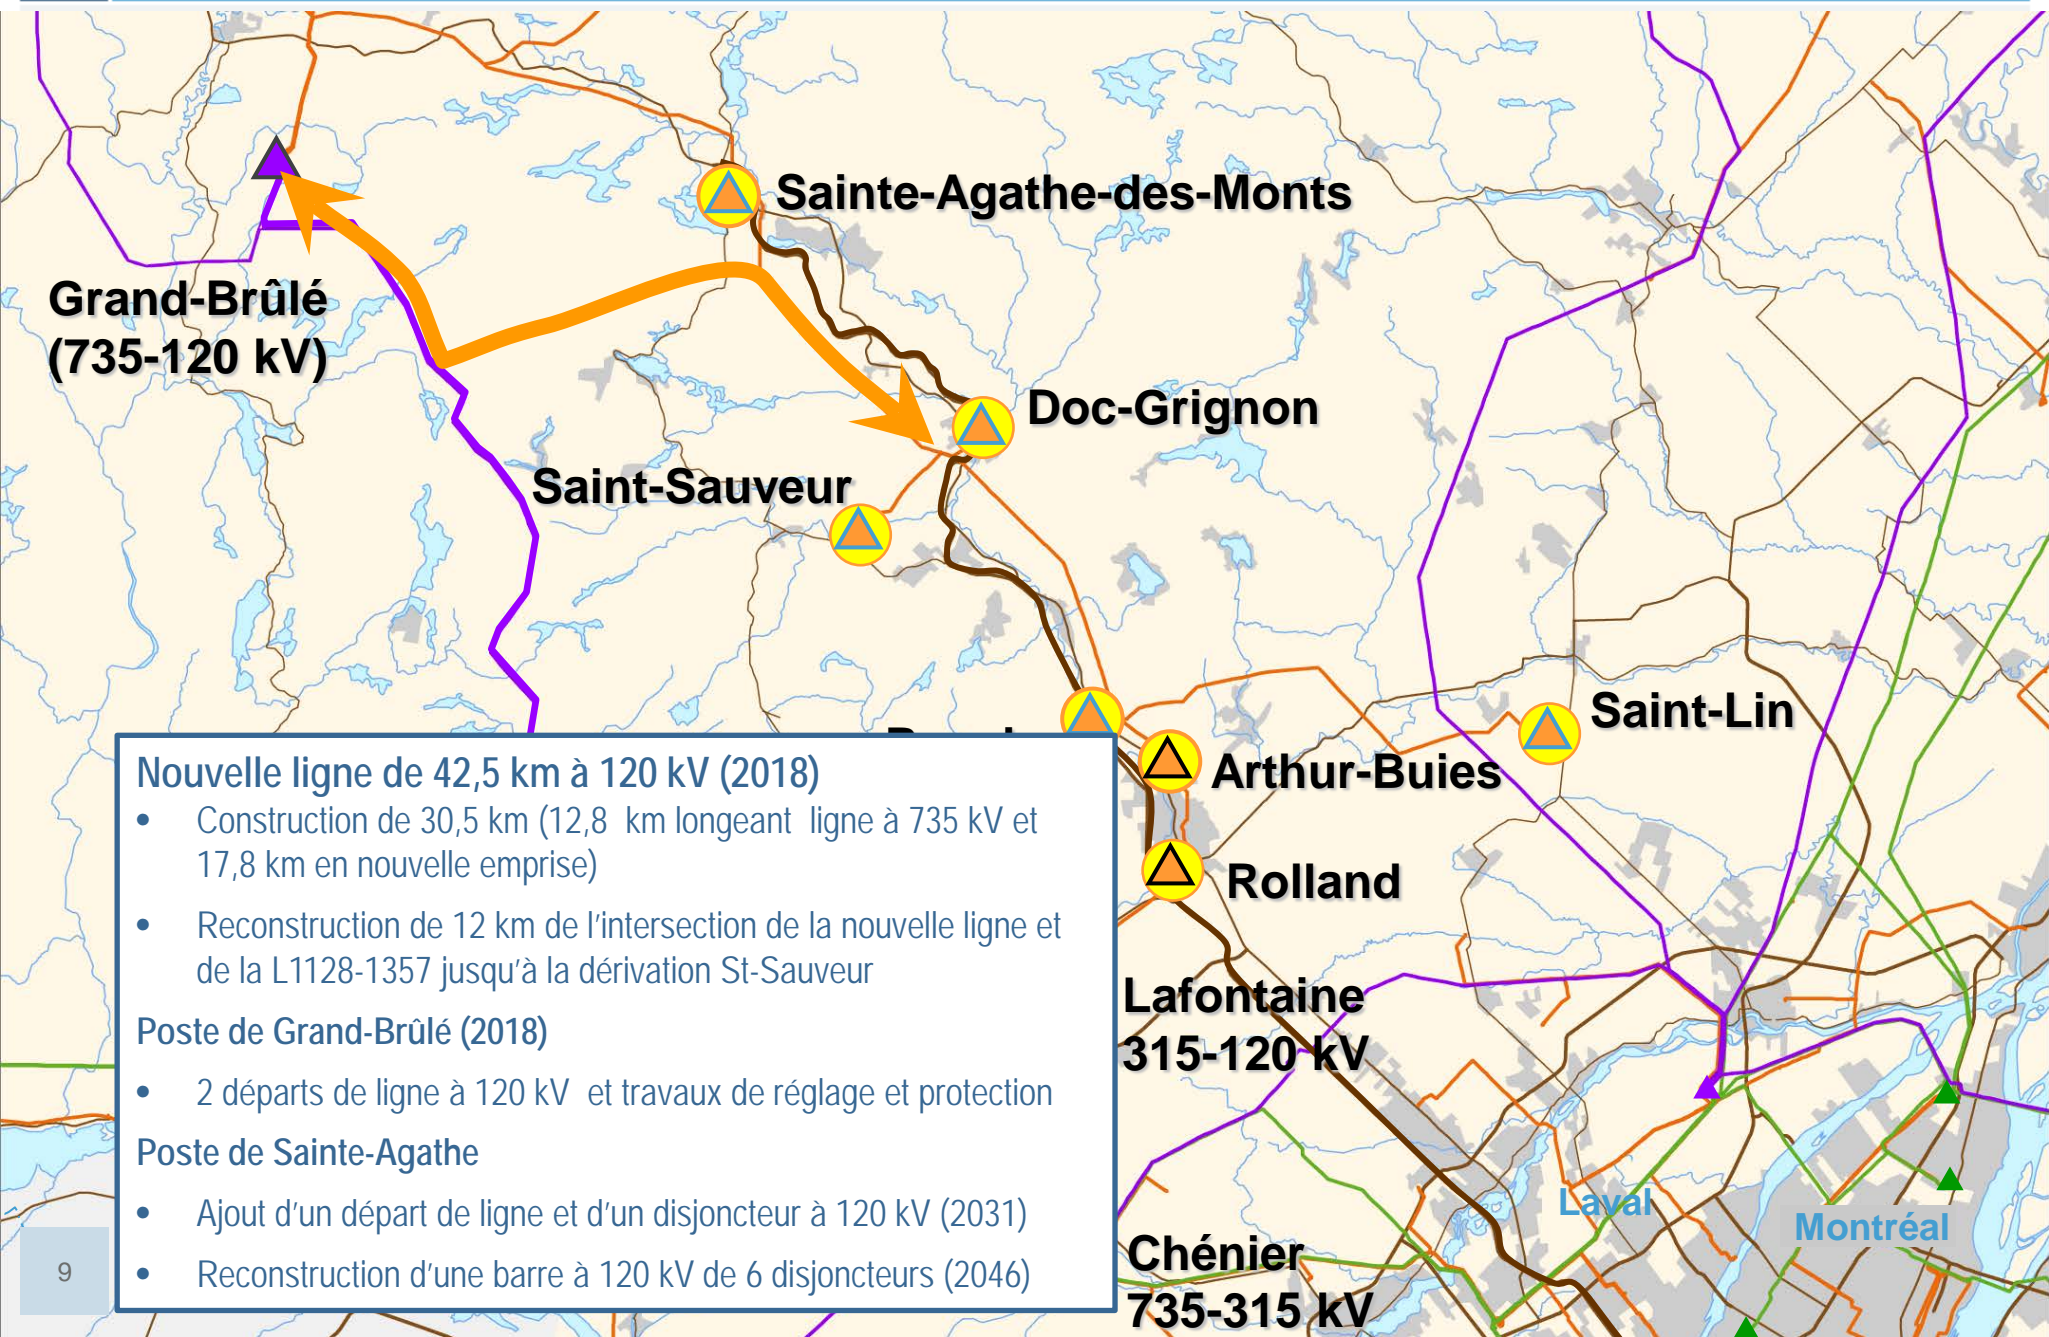 Sainte-Agathe-des-Monts
Grand-Brûlé
(735-120 kV)
Doc-Grignon
Saint-Sauveur
Saint-Lin
Arthur-Buies
Rolland
Lafontaine
315-120 kV
Laval
Montréal
Chénier
735-315 kV
Nouvelle ligne de 42,5 km à 120 kV (2018)
• Construction de 30,5 km (12,8 km longeant ligne à 735 kV et
17,8 km en nouvelle emprise)
• Reconstruction de 12 km de l'intersection de la nouvelle ligne et
de la L1128-1357 jusqu'à la dérivation St-Sauveur
Poste de Grand-Brûlé (2018)
• 2 départs de ligne à 120 kV et travaux de réglage et protection
Poste de Sainte-Agathe
• Ajout d'un départ de ligne et d'un disjoncteur à 120 kV (2031)
• Reconstruction d'une barre à 120 kV de 6 disjoncteurs (2046)
9